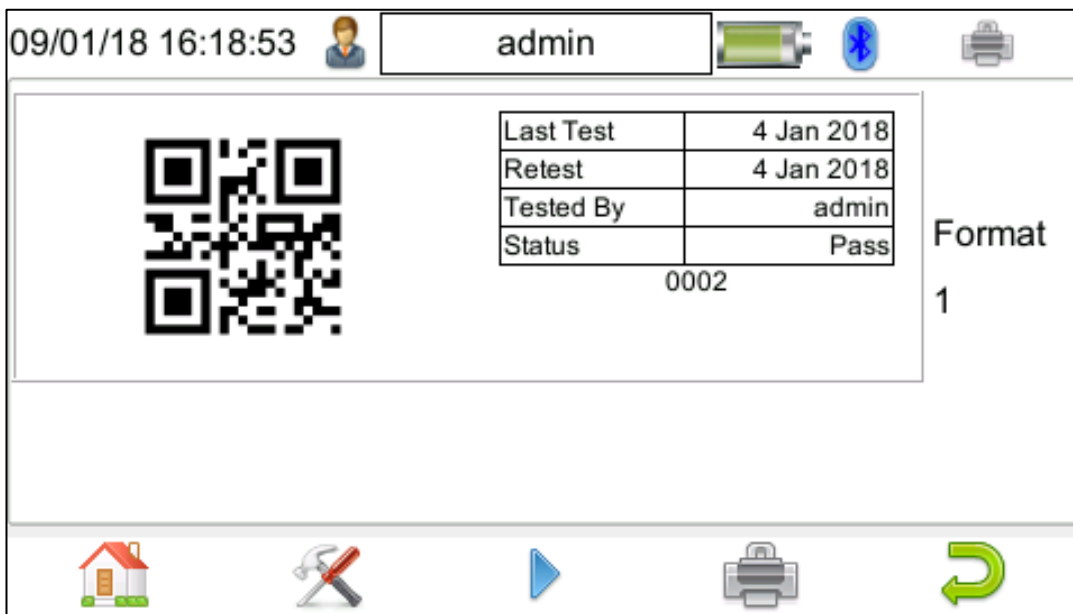 09/01/18 16:18:53 admin
Last Test 4 Jan 2018
Retest 4 Jan 2018
Tested By admin
Status Pass
0002
Format
1